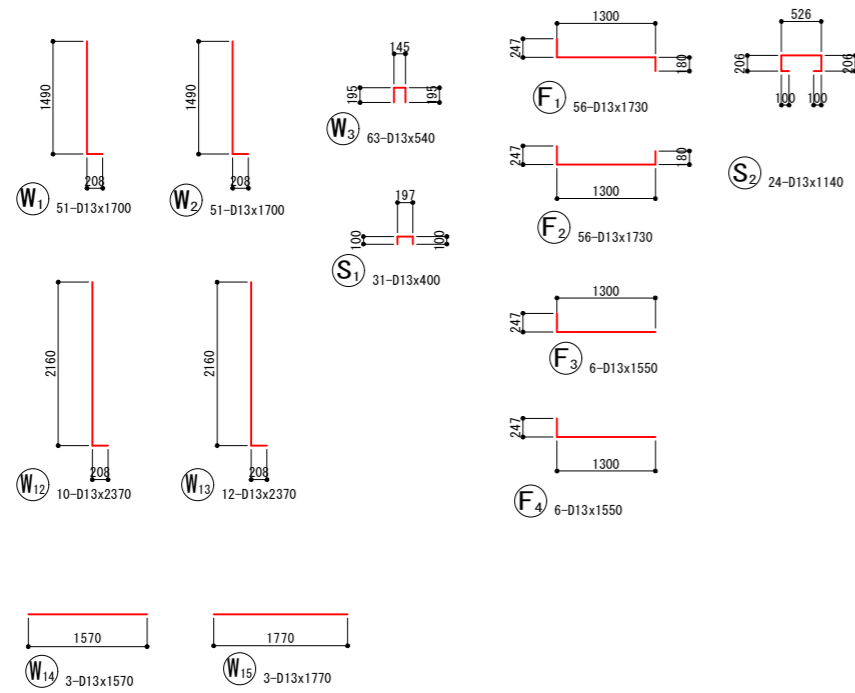 1490
208
W1 51-D13x1700
1490
208
W2 51-D13x1700
145
195
195
W3 63-D13x540
197
100
100
S1 31-D13x400
1300
247
180
F1 56-D13x1730
247
180
1300
F2 56-D13x1730
526
206
206
100
100
S2 24-D13x1140
2160
208
W12 10-D13x2370
2160
208
W13 12-D13x2370
1300
247
F3 6-D13x1550
247
1300
F4 6-D13x1550
1570
W14 3-D13x1570
1770
W15 3-D13x1770